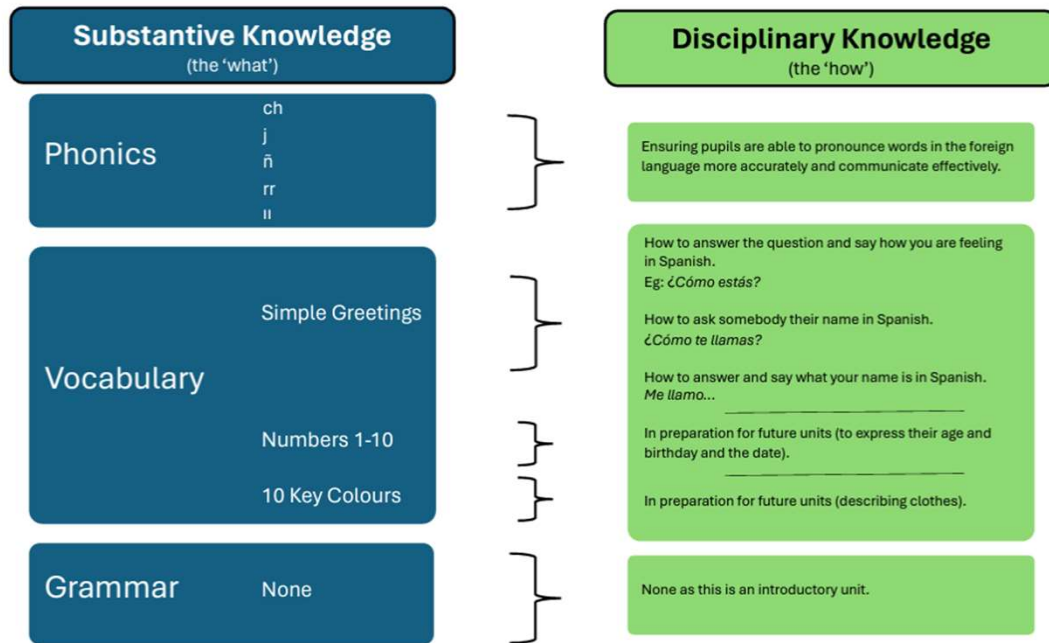 Substantive Knowledge
(the ‘what’)
Disciplinary Knowledge
(the ‘how’)
Phonics
ch
j
ñ
rr
ll
Ensuring pupils are able to pronounce words in the foreign
language more accurately and communicate effectively.
Vocabulary
Simple Greetings
How to answer the question and say how you are feeling
in Spanish.
Eg: ¿Cómo estás?
How to ask somebody their name in Spanish.
¿Cómo te llamas?
How to answer and say what your name is in Spanish.
Me llamo...
Numbers 1-10
In preparation for future units (to express their age and
birthday and the date).
10 Key Colours
In preparation for future units (describing clothes).
Grammar
None
None as this is an introductory unit.